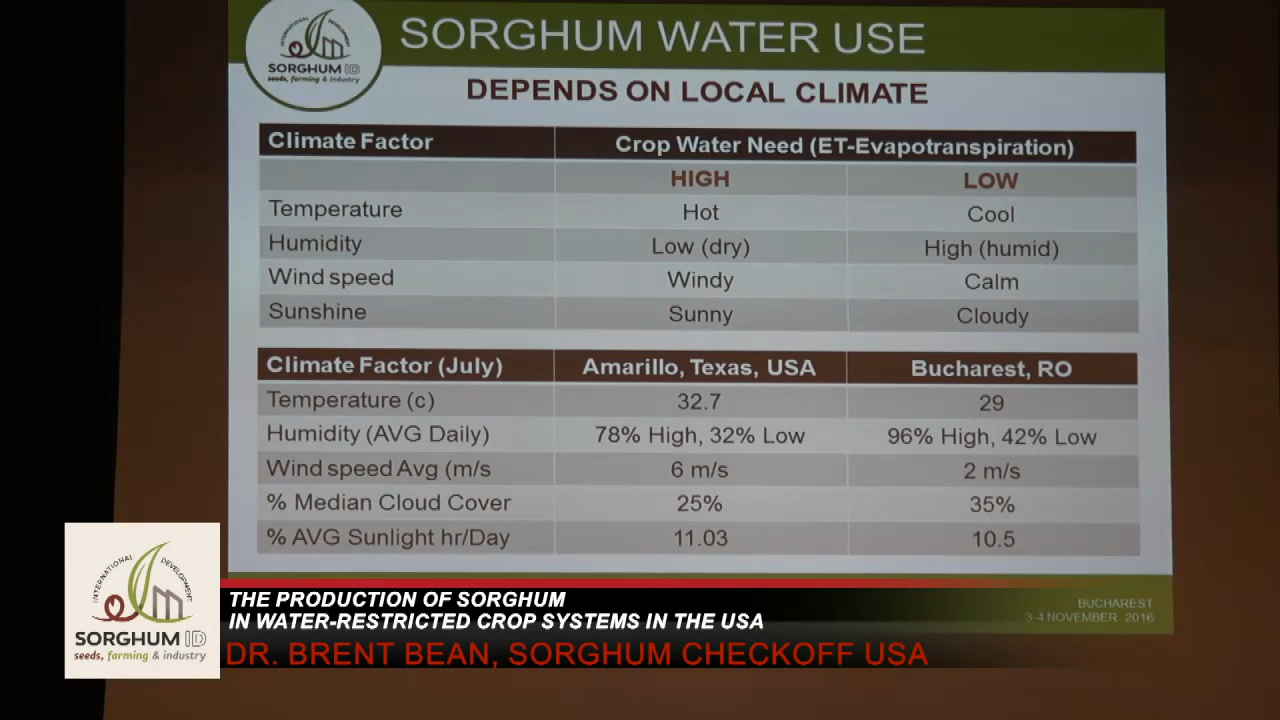 INTERNATIONAL DEVELOPMENT
SORGHUM ID
seeds, farming & industry
SORGHUM WATER USE
DEPENDS ON LOCAL CLIMATE
Climate Factor Crop Water Need (ET-Evapotranspiration)
HIGH LOW
Temperature Hot Cool
Humidity Low (dry) High (humid)
Wind speed Windy Calm
Sunshine Sunny Cloudy
Climate Factor (July) Amarillo, Texas, USA Bucharest, RO
Temperature (c) 32.7 29
Humidity (AVG Daily) 78% High, 32% Low 96% High, 42% Low
Wind speed Avg (m/s 6 m/s 2 m/s
% Median Cloud Cover 25% 35%
% AVG Sunlight hr/Day 11.03 10.5
BUCHAREST
3-4 NOVEMBER 2016
INTERNATIONAL DEVELOPMENT
SORGHUM ID
seeds, farming & industry
THE PRODUCTION OF SORGHUM
IN WATER-RESTRICTED CROP SYSTEMS IN THE USA
DR. BRENT BEAN, SORGHUM CHECKOFF USA